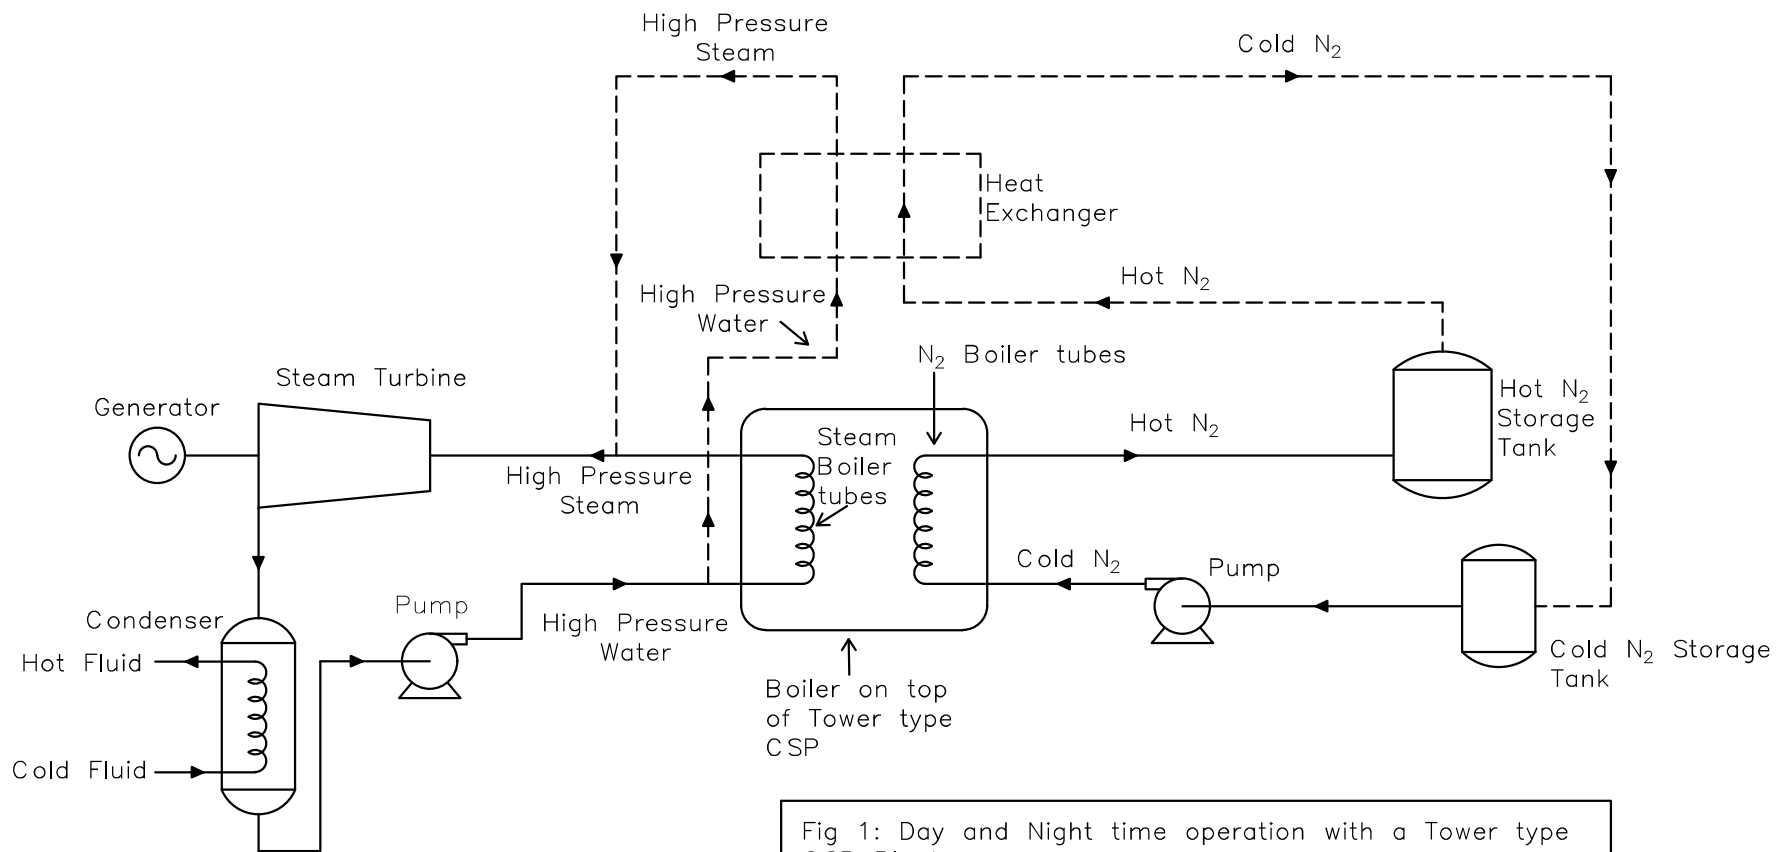 High Pressure
Steam
Cold N₂
Heat
Exchanger
Hot N₂
High Pressure
Water
N₂ Boiler tubes
Steam Turbine
Generator
Hot N₂
Storage
Tank
Hot N₂
Steam
Boiler
tubes
High Pressure
Steam
Cold N₂
Pump
Pump
Condenser
High Pressure
Water
Hot Fluid
Cold N₂ Storage
Tank
Boiler on top
of Tower type
CSP
Cold Fluid
Fig 1: Day and Night time operation with a Tower type